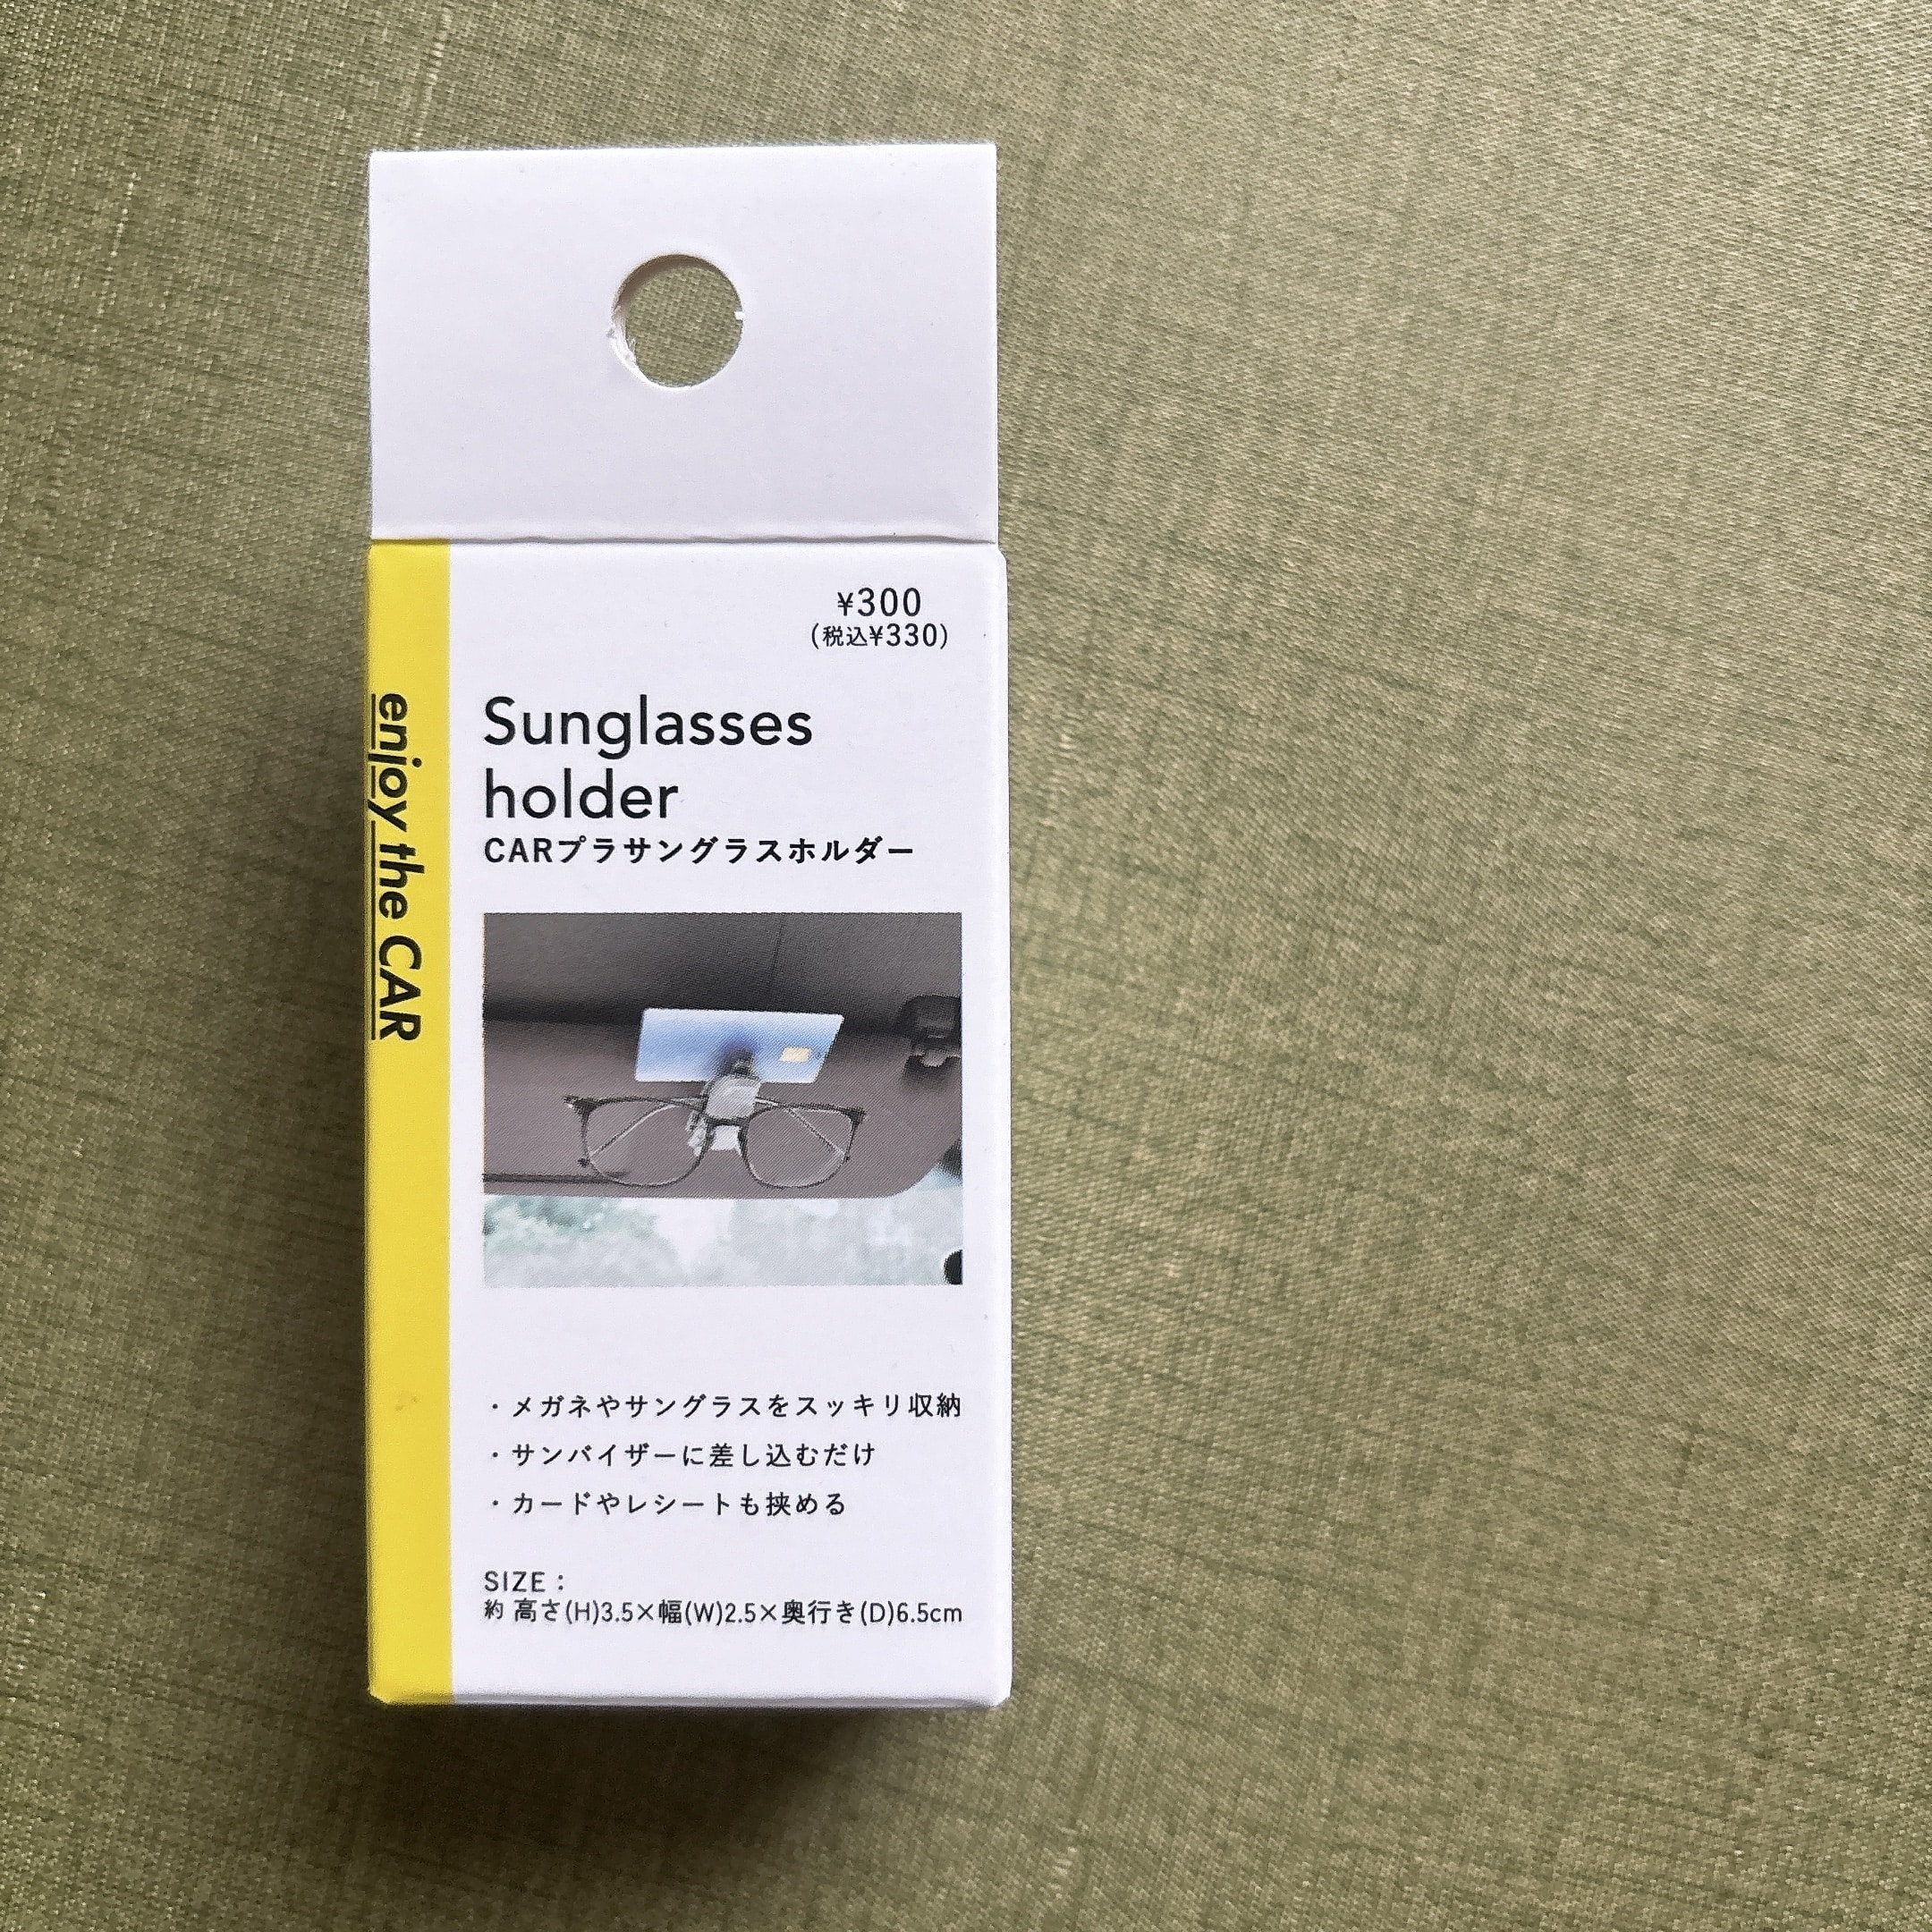 ¥300
(税込¥330)
Sunglasses
holder
CARプラサングラスホルダー
enjoy the CAR
・メガネやサングラスをスッキリ収納
・サンバイザーに差し込むだけ
・カードやレシートも挟める
SIZE：
約 高さ(H)3.5×幅(W)2.5×奥行き(D)6.5cm